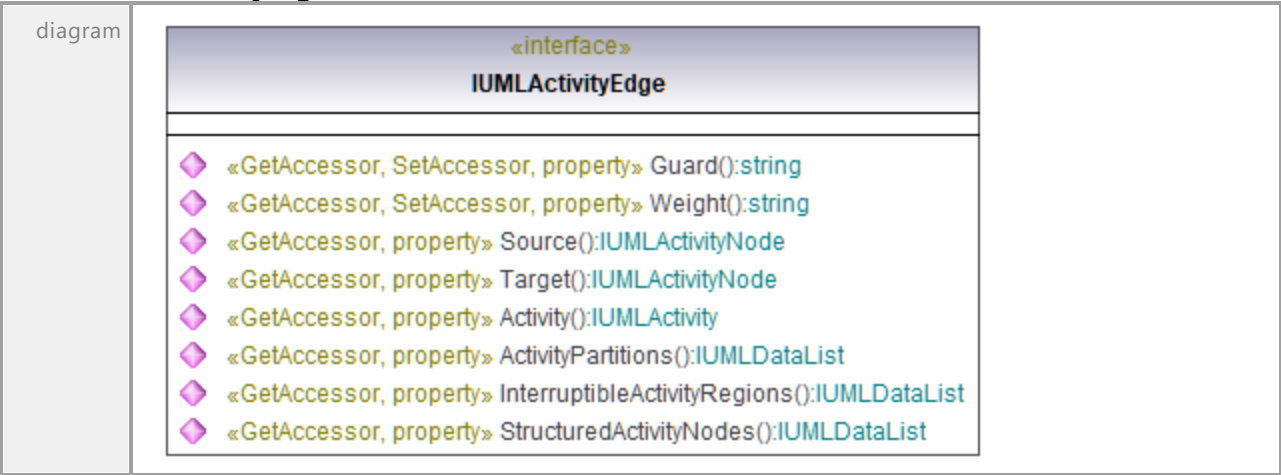 diagram
«interface»
IUMLActivityEdge
«GetAccessor, SetAccessor, property» Guard():string
«GetAccessor, SetAccessor, property» Weight():string
«GetAccessor, property» Source():IUMLActivityNode
«GetAccessor, property» Target():IUMLActivityNode
«GetAccessor, property» Activity():IUMLActivity
«GetAccessor, property» ActivityPartitions():IUMLDataList
«GetAccessor, property» InterruptibleActivityRegions():IUMLDataList
«GetAccessor, property» StructuredActivityNodes():IUMLDataList